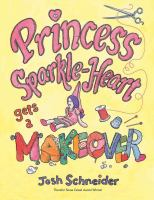 Princess
Sparkle-Heart
gets a
MAKEOVER
Josh Schneider